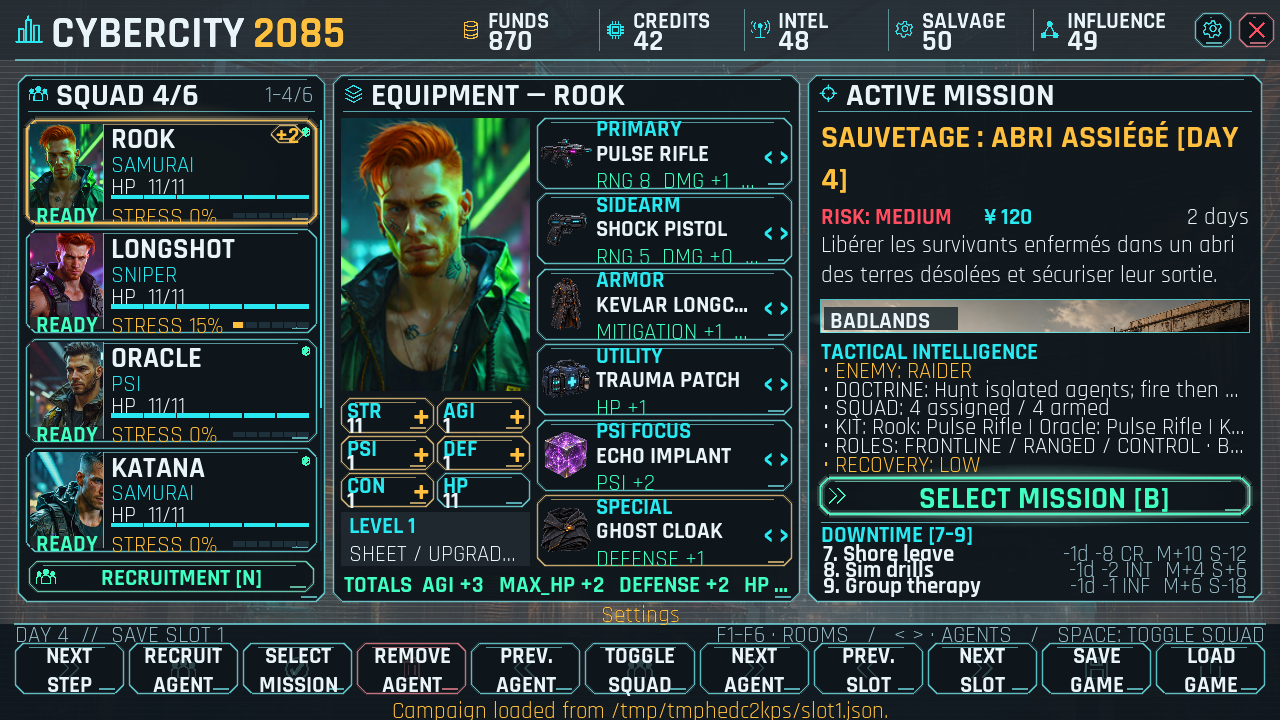 CYBERCITY 2085
FUNDS
870
CREDITS
42
INTEL
48
SALVAGE
50
INFLUENCE
49
SQUAD 4/6
1-4/6
ROOK
+2
SAMURAI
HP 11/11
READY
STRESS 0%
LONGSHOT
SNIPER
HP 11/11
READY
STRESS 15%
ORACLE
PSI
HP 11/11
READY
STRESS 0%
KATANA
SAMURAI
HP 11/11
READY
STRESS 0%
RECRUITMENT [N]
EQUIPMENT — ROOK
STR
11
+
AGI
1
+
PSI
1
+
DEF
1
+
CON
1
+
HP
11
LEVEL 1
SHEET / UPGRAD...
PRIMARY
PULSE RIFLE
< >
RNG 8 DMG +1 ...
SIDEARM
SHOCK PISTOL
< >
RNG 5 DMG +0 ...
ARMOR
KEVLAR LONGC...
< >
MITIGATION +1
UTILITY
TRAUMA PATCH
< >
HP +1
PSI FOCUS
ECHO IMPLANT
< >
PSI +2
SPECIAL
GHOST CLOAK
< >
DEFENSE +1
TOTALS AGI +3 MAX_HP +2 DEFENSE +2 HP ...
ACTIVE MISSION
SAUVETAGE : ABRI ASSIÉGÉ [DAY
4]
RISK: MEDIUM ¥ 120 2 days
Libérer les survivants enfermés dans un abri
des terres désolées et sécuriser leur sortie.
BADLANDS
TACTICAL INTELLIGENCE
· ENEMY: RAIDER
· DOCTRINE: Hunt isolated agents; fire then ...
· SQUAD: 4 assigned / 4 armed
· KIT: Rook: Pulse Rifle | Oracle: Pulse Rifle | K...
· ROLES: FRONTLINE / RANGED / CONTROL · B...
· RECOVERY: LOW
SELECT MISSION [B]
DOWNTIME [7-9]
7. Shore leave -1d -8 CR M+10 S-12
8. Sim drills -1d -2 INT M+4 S+6
9. Group therapy -1d -1 INF M+6 S-18
Settings
DAY 4 // SAVE SLOT 1
F1-F6 · ROOMS / < > · AGENTS / SPACE: TOGGLE SQUAD
NEXT
STEP
RECRUIT
AGENT
SELECT
MISSION
REMOVE
AGENT
PREV.
AGENT
TOGGLE
SQUAD
NEXT
AGENT
PREV.
SLOT
NEXT
SLOT
SAVE
GAME
LOAD
GAME
Campaign loaded from /tmp/tmphedc2kps/slot1.json.